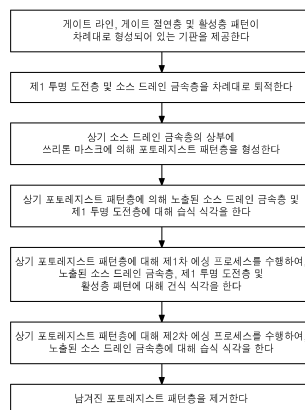 게이트 라인, 게이트 절연층 및 활성층 패턴이
차례대로 형성되어 있는 기판을 제공한다
제1 투명 도전층 및 소스 드레인 금속층을 차례대로 퇴적한다
상기 소스 드레인 금속층의 상부에
쓰리톤 마스크에 의해 포토레지스트 패턴층을 형성한다
상기 포토레지스트 패턴층에 의해 노출된 소스 드레인 금속층 및
제1 투명 도전층에 대해 습식 식각을 한다
상기 포토레지스트 패턴층에 대해 제1차 에싱 프로세스를 수행하여,
노출된 소스 드레인 금속층, 제1 투명 도전층 및
활성층 패턴에 대해 건식 식각을 한다
상기 포토레지스트 패턴층에 대해 제2차 에싱 프로세스를 수행하여,
노출된 소스 드레인 금속층에 대해 습식 식각을 한다
남겨진 포토레지스트 패턴층을 제거한다